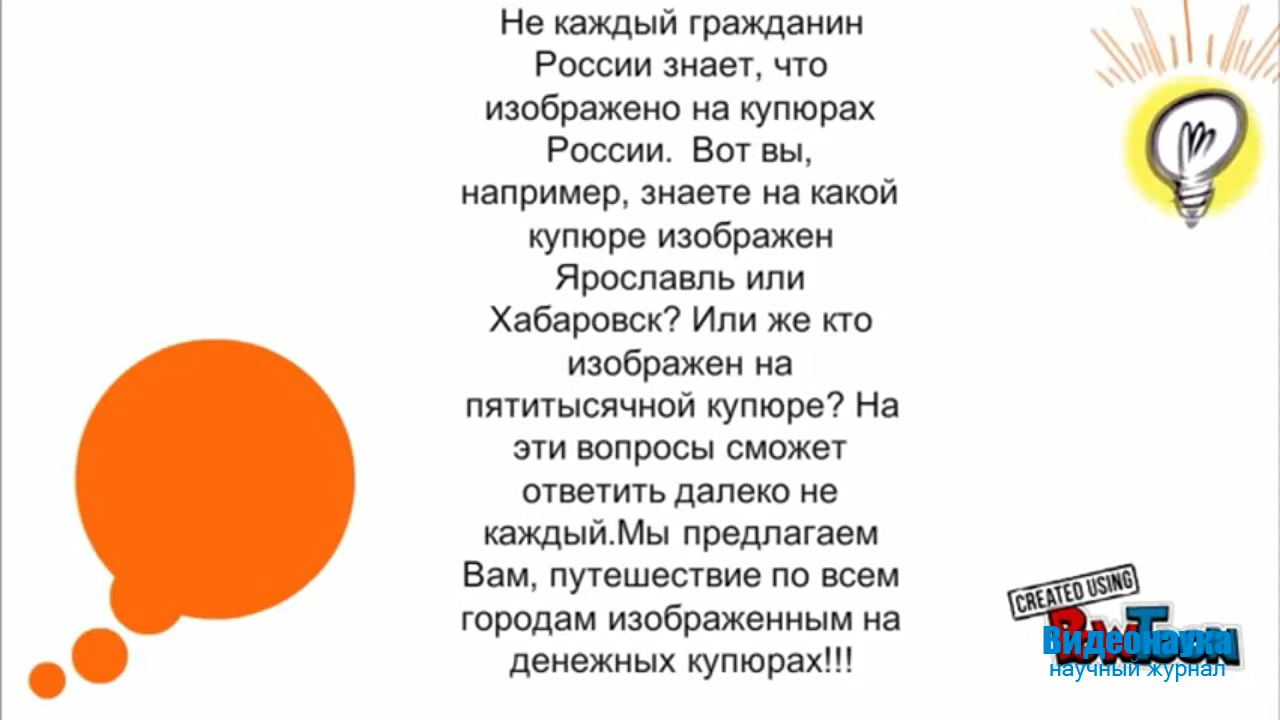 Не каждый гражданин
России знает, что
изображено на купюрах
России.  Вот вы,
например, знаете на какой
купюре изображен
Ярославль или
Хабаровск? Или же кто
изображен на
пятитысячной купюре? На
эти вопросы сможет
ответить далеко не
каждый.Мы предлагаем
Вам, путешествие по всем
городам изображенным на
денежных купюрах!!!
CREATED USING
PowToon
Видеонаука
научный журнал